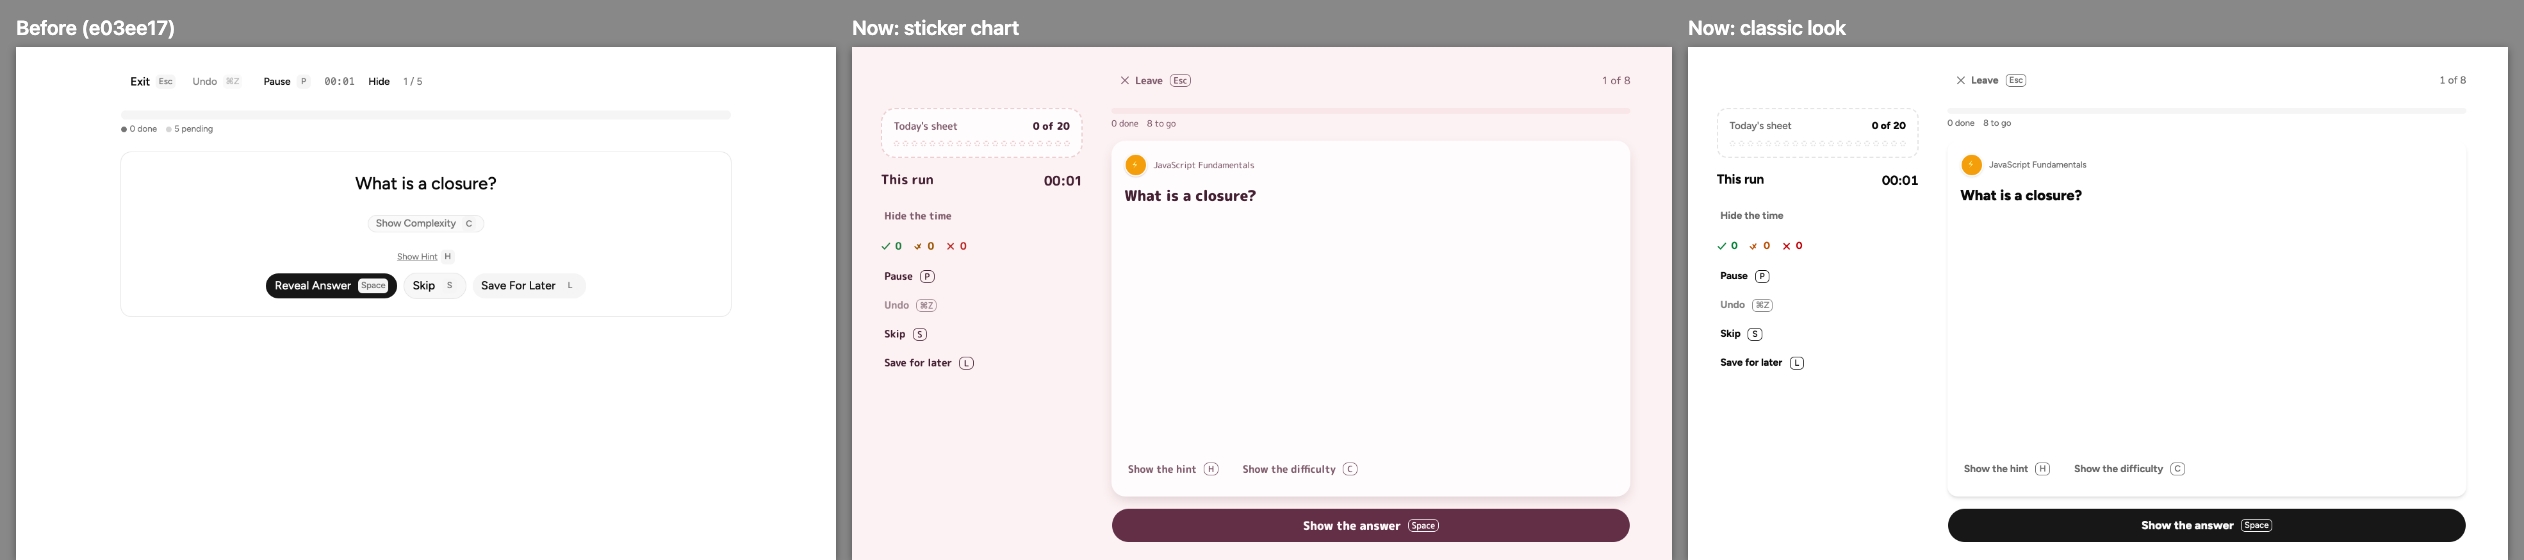 Before (e03ee17)
Exit Esc Undo ⌘Z Pause P 00:01 Hide 1 / 5
0 done 5 pending
What is a closure?
Show Complexity C
Show Hint H
Reveal Answer Space Skip S Save For Later L
Now: sticker chart
Leave Esc 1 of 8
Today's sheet 0 of 20
This run 00:01
Hide the time
0 0 0
Pause P
Undo ⌘Z
Skip S
Save for later L
0 done 8 to go
JavaScript Fundamentals
What is a closure?
Show the hint H Show the difficulty C
Show the answer Space
Now: classic look
Leave Esc 1 of 8
Today's sheet 0 of 20
This run 00:01
Hide the time
0 0 0
Pause P
Undo ⌘Z
Skip S
Save for later L
0 done 8 to go
JavaScript Fundamentals
What is a closure?
Show the hint H Show the difficulty C
Show the answer Space